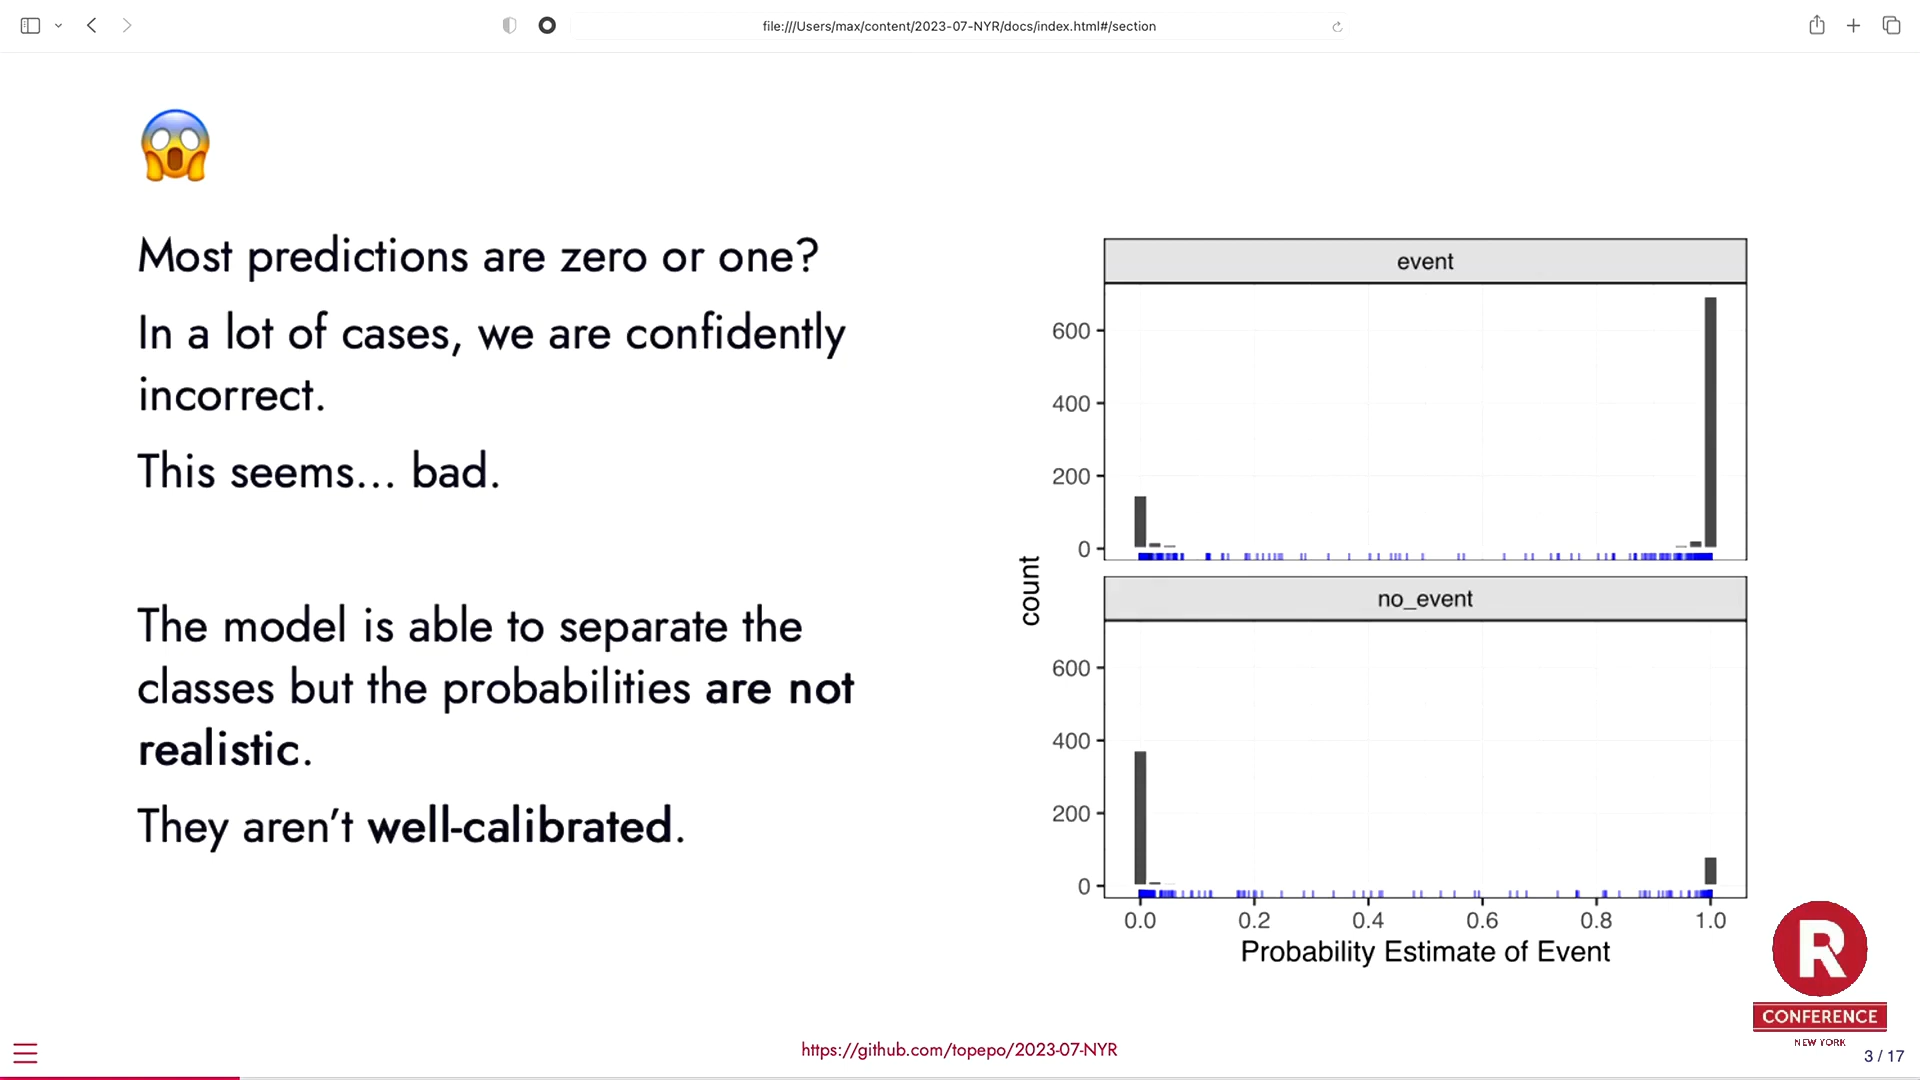 file:///Users/max/content/2023-07-NYR/docs/index.html#/section
Most predictions are zero or one?
In a lot of cases, we are confidently
incorrect.
This seems… bad.
The model is able to separate the
classes but the probabilities are not
realistic.
They aren’t well-calibrated.
event
600
400
200
0
count
no_event
600
400
200
0
0.0 0.2 0.4 0.6 0.8 1.0
Probability Estimate of Event
R
CONFERENCE
NEW YORK
https://github.com/topepo/2023-07-NYR
3 / 17